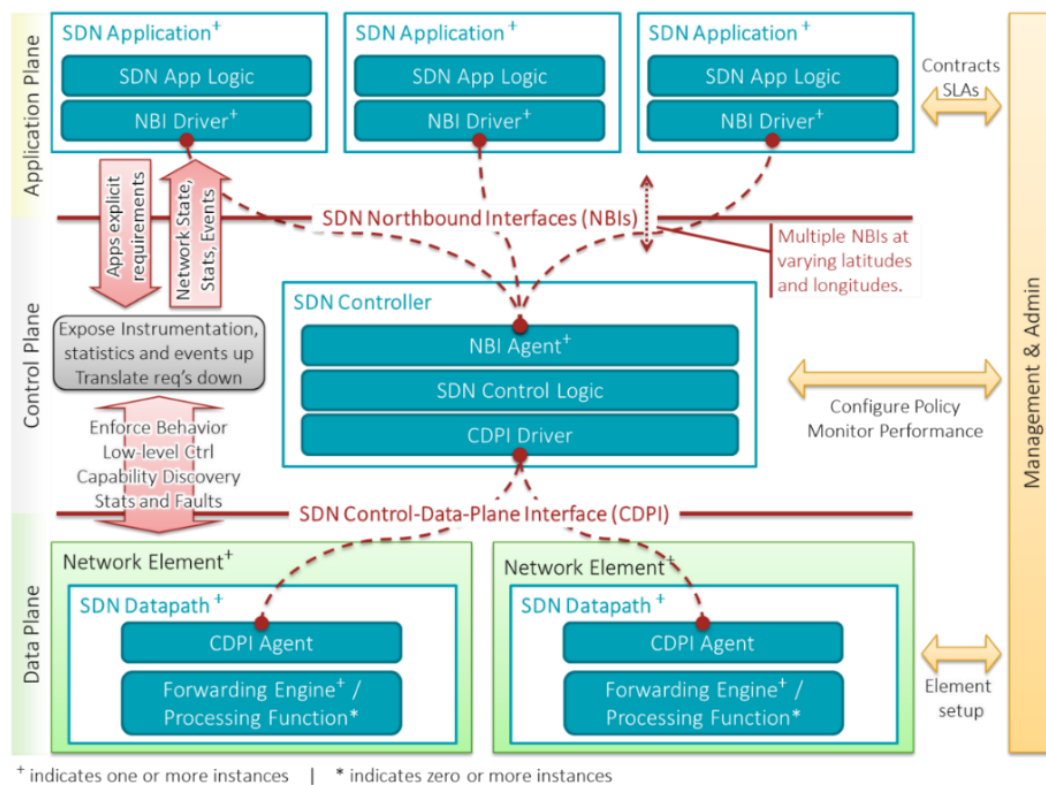 Application Plane
SDN Application+
SDN App Logic
NBI Driver+
SDN Application+
SDN App Logic
NBI Driver+
SDN Application+
SDN App Logic
NBI Driver+
Contracts
SLAs
Apps explicit
requirements
Network State,
Stats, Events
SDN Northbound Interfaces (NBIs)
Multiple NBIs at
varying latitudes
and longitudes.
Control Plane
Expose Instrumentation,
statistics and events up
Translate req's down
SDN Controller
NBI Agent+
SDN Control Logic
CDPI Driver
Configure Policy
Monitor Performance
Management & Admin
Enforce Behavior
Low-level Ctrl
Capability Discovery
Stats and Faults
SDN Control-Data-Plane Interface (CDPI)
Data Plane
Network Element+
SDN Datapath+
CDPI Agent
Forwarding Engine+ /
Processing Function*
Network Element+
SDN Datapath+
CDPI Agent
Forwarding Engine+ /
Processing Function*
Element
setup
+ indicates one or more instances | * indicates zero or more instances